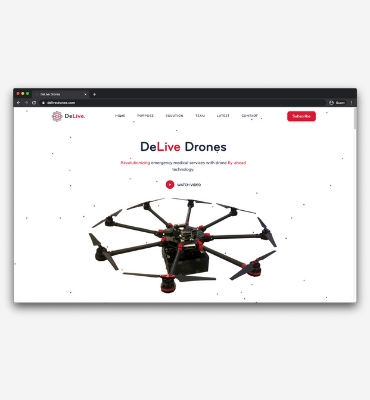 DeLive Drones
delivedrones.com
Guest
DeLive.
HOME PURPOSE SOLUTION TEAM LATEST CONTACT
Subscribe
DeLive Drones
Revolutionising emergency medical services with drone fly-ahead
technology
WATCH VIDEO